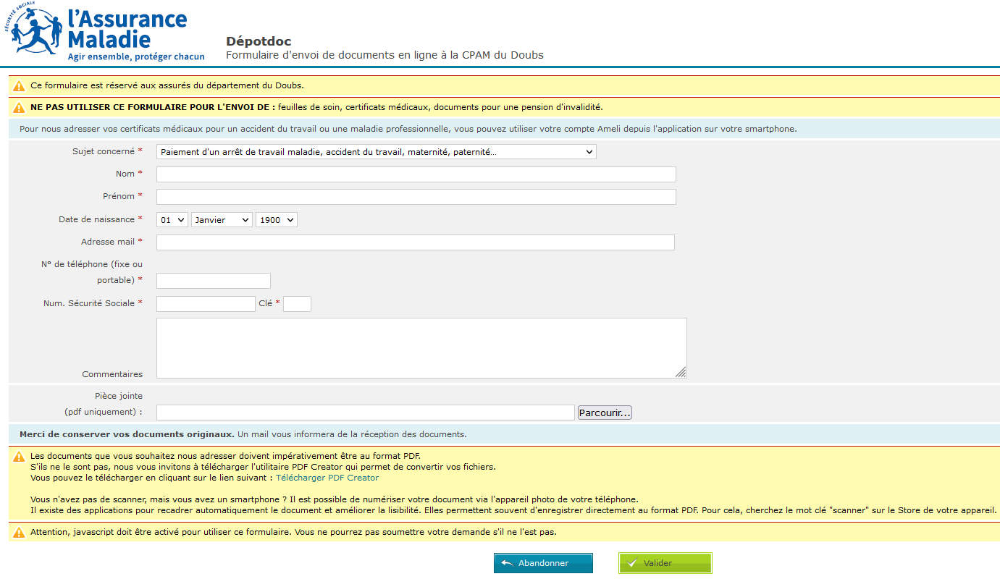 SÉCURITÉ SOCIALE
l'Assurance
Maladie
Agir ensemble, protéger chacun
Dépotdoc
Formulaire d'envoi de documents en ligne à la CPAM du Doubs
Ce formulaire est réservé aux assurés du département du Doubs.
NE PAS UTILISER CE FORMULAIRE POUR L'ENVOI DE : feuilles de soin, certificats médicaux, documents pour une pension d'invalidité.
Pour nous adresser vos certificats médicaux pour un accident du travail ou une maladie professionnelle, vous pouvez utiliser votre compte Ameli depuis l'application sur votre smartphone.
Sujet concerné * Paiement d'un arrêt de travail maladie, accident du travail, maternité, paternité...
Nom *
Prénom *
Date de naissance * 01 Janvier 1900
Adresse mail *
N° de téléphone (fixe ou
portable) *
Num. Sécurité Sociale * Clé *
Commentaires
Pièce jointe
(pdf uniquement) : Parcourir...
Merci de conserver vos documents originaux. Un mail vous informera de la réception des documents.
Les documents que vous souhaitez nous adresser doivent impérativement être au format PDF.
S'ils ne le sont pas, nous vous invitons à télécharger l'utilitaire PDF Creator qui permet de convertir vos fichiers.
Vous pouvez le télécharger en cliquant sur le lien suivant : Télécharger PDF Creator
Vous n'avez pas de scanner, mais vous avez un smartphone ? Il est possible de numériser votre document via l'appareil photo de votre téléphone.
Il existe des applications pour recadrer automatiquement le document et améliorer la lisibilité. Elles permettent souvent d'enregistrer directement au format PDF. Pour cela, cherchez le mot clé "scanner" sur le Store de votre appareil.
Attention, javascript doit être activé pour utiliser ce formulaire. Vous ne pourrez pas soumettre votre demande s'il ne l'est pas.
Abandonner Valider